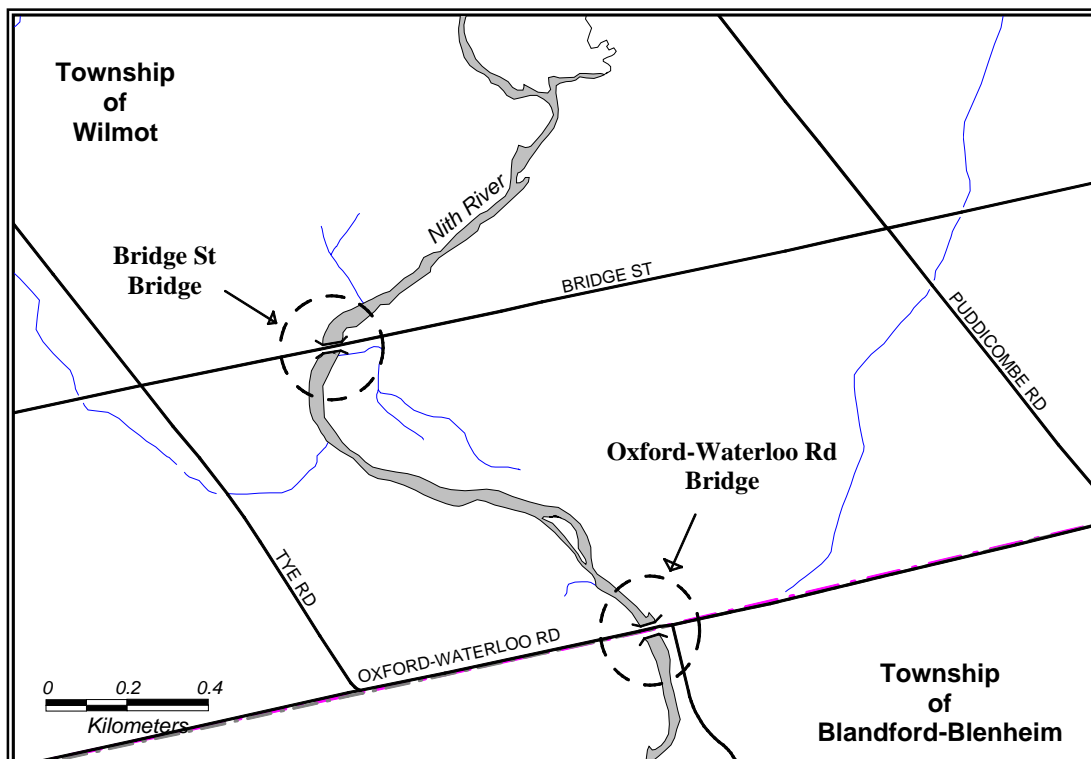 Township
of
Wilmot
Nith River
Bridge St
Bridge
BRIDGE ST
PUDDICOMBE RD
Oxford-Waterloo Rd
Bridge
TYE RD
OXFORD-WATERLOO RD
0 0.2 0.4
Kilometers
Township
of
Blandford-Blenheim